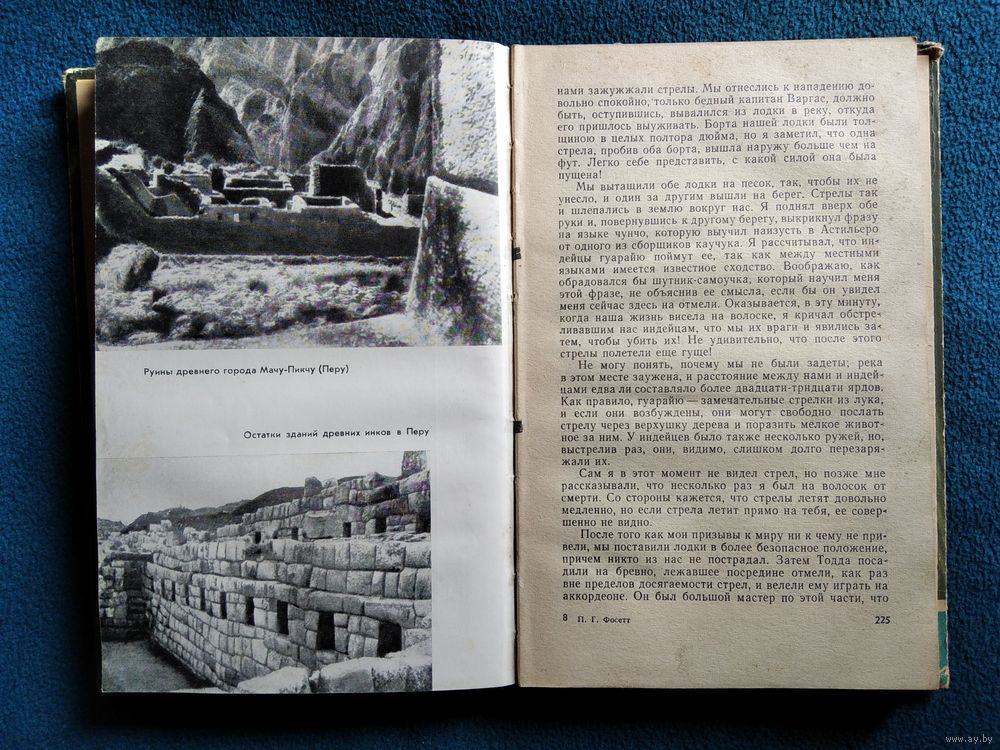 Руины древнего города Мачу-Пикчу (Перу)
Остатки зданий древних инков в Перу
нами зажужжали стрелы. Мы отнеслись к нападению до-
вольно спокойно, только бедный капитан Варгас, должно
быть, оступившись, вывалился из лодки в реку, откуда
его пришлось выуживать. Борта нашей лодки были тол-
щиною в целых полтора дюйма, но я заметил, что одна
стрела, пробив оба борта, вышла наружу больше чем на
фут. Легко себе представить, с какой силой она была
пущена!
Мы вытащили обе лодки на песок, так, чтобы их не
унесло, и один за другим вышли на берег. Стрелы так
и шлепались в землю вокруг нас. Я поднял вверх обе
руки и, повернувшись к другому берегу, выкрикнул фразу
на языке чунчо, которую выучил наизусть в Астильеро
от одного из сборщиков каучука. Я рассчитывал, что ин-
дейцы гуарайю поймут ее, так как между местными
языками имеется известное сходство. Воображаю, как
обрадовался бы шутник-самоучка, который научил меня
этой фразе, не объяснив ее смысла, если бы он увидел
меня сейчас здесь на отмели. Оказывается, в эту минуту,
когда наша жизнь висела на волоске, я кричал обстре-
ливавшим нас индейцам, что мы их враги и явились за-
тем, чтобы убить их! Не удивительно, что после этого
стрелы полетели еще гуще!
Не могу понять, почему мы не были задеты; река
в этом месте заужена, и расстояние между нами и индей-
цами едва ли составляло более двадцати-тридцати ярдов.
Как правило, гуарайю — замечательные стрелки из лука,
и если они возбуждены, они могут свободно послать
стрелу через верхушку дерева и поразить мелкое живот-
ное за ним. У индейцев было также несколько ружей, но,
выстрелив раз, они, видимо, слишком долго перезаря-
жали их.
Сам я в этот момент не видел стрел, но позже мне
рассказывали, что несколько раз я был на волосок от
смерти. Со стороны кажется, что стрелы летят довольно
медленно, но если стрела летит прямо на тебя, ее совер-
шенно не видно.
После того как мои призывы к миру ни к чему не при-
вели, мы поставили лодки в более безопасное положение,
причем никто из нас не пострадал. Затем Тодда поса-
дили на бревно, лежавшее посредине отмели, как раз
вне пределов досягаемости стрел, и велели ему играть на
аккордеоне. Он был большой мастер по этой части, что
8 П. Г. Фосетт 225
www.ay.by